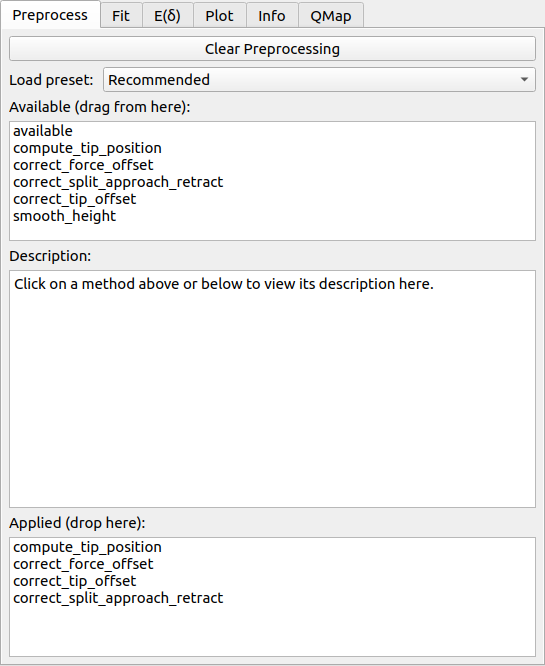 Preprocess Fit E(δ) Plot Info QMap
Clear Preprocessing
Load preset: Recommended
Available (drag from here):
available
compute_tip_position
correct_force_offset
correct_split_approach_retract
correct_tip_offset
smooth_height
Description:
Click on a method above or below to view its description here.
Applied (drop here):
compute_tip_position
correct_force_offset
correct_tip_offset
correct_split_approach_retract